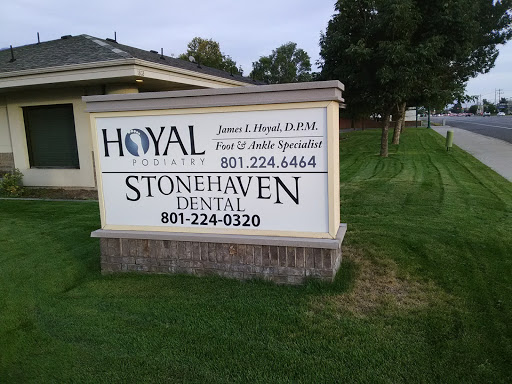 HOYAL
PODIATRY
James I. Hoyal, D.P.M.
Foot & Ankle Specialist
801.224.6464
STONEHAVEN
DENTAL
801-224-0320